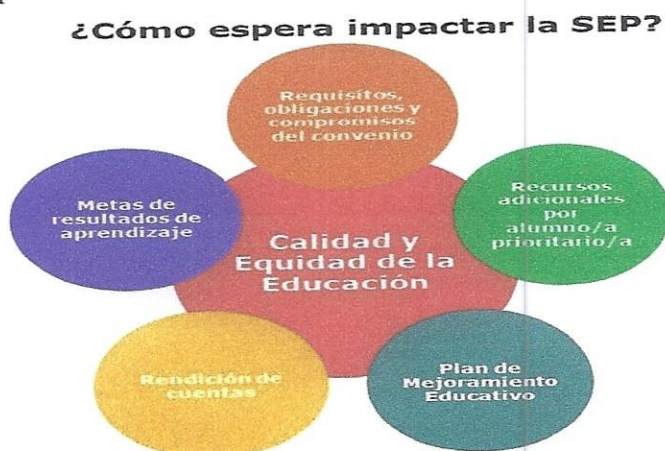 ¿Cómo espera impactar la SEP?
Requisitos,
obligaciones y
compromisos
del convenio
Metas de
resultados de
aprendizaje
Recursos
adicionales
por
alumno/a
prioritario/a
Calidad y
Equidad de la
Educación
Rendición de
cuentas
Plan de
Mejoramiento
Educativo